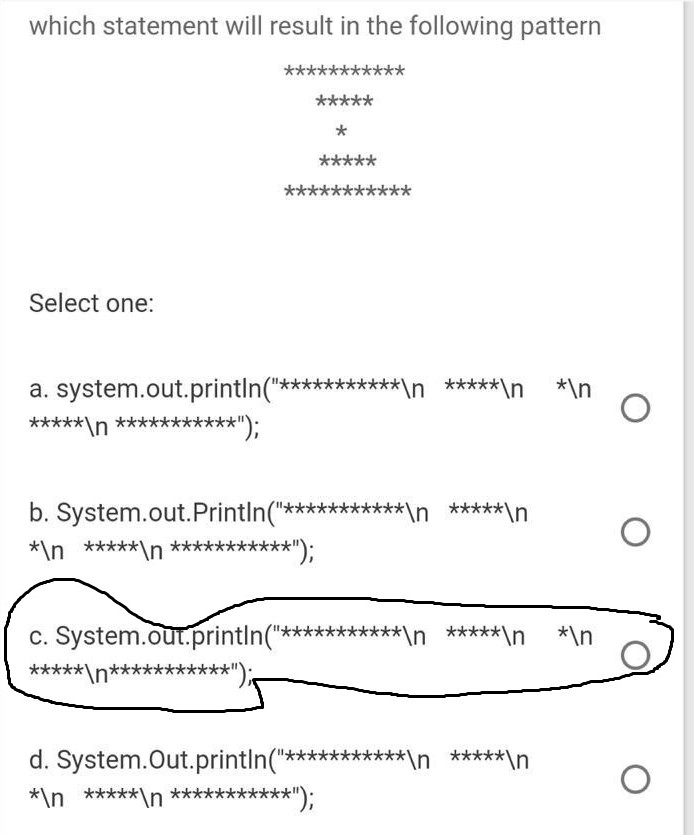 which statement will result in the following pattern
***********
*****
*
*****
***********
Select one:
a. system.out.println("***********\n   *****\n     *\n
*****\n ***********");
b. System.out.Println("***********\n   *****\n
*\n   *****\n ***********");
c. System.out.println("***********\n   *****\n     *\n
*****\n***********");
d. System.Out.println("***********\n   *****\n
*\n   *****\n ***********");